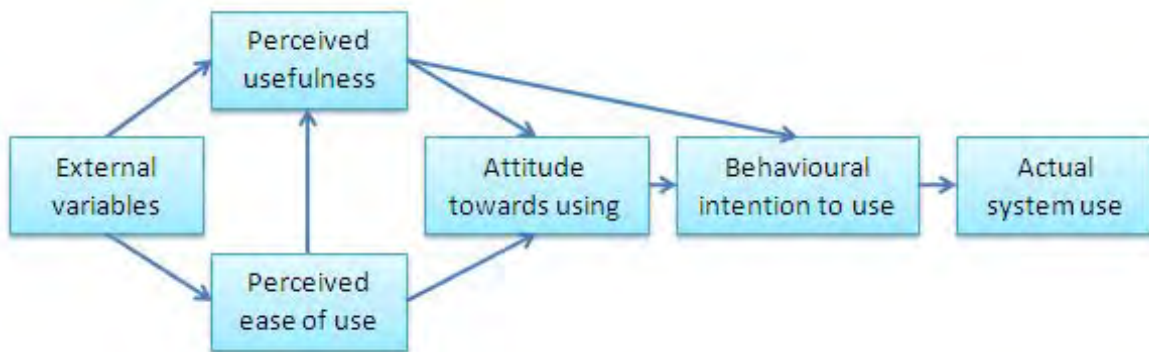 Perceived
usefulness
External
variables
Attitude
towards using
Behavioural
intention to use
Actual
system use
Perceived
ease of use